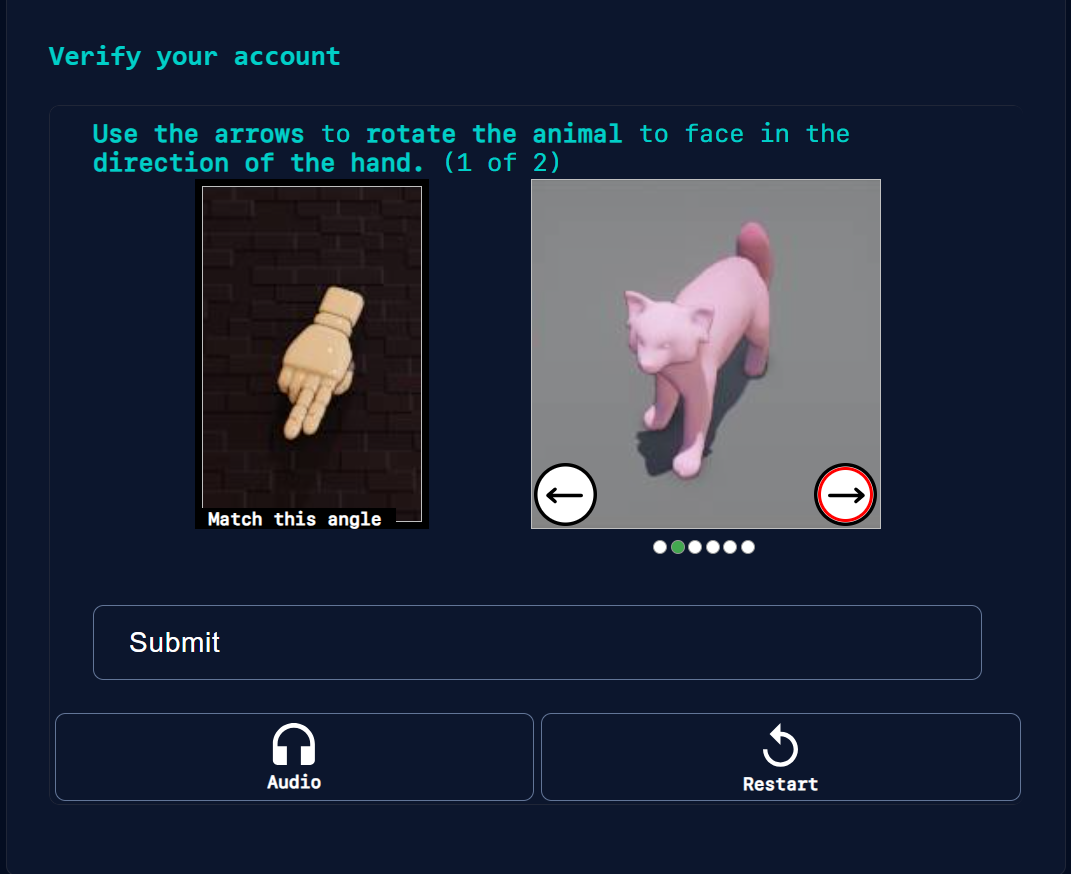 Verify your account
Use the arrows to rotate the animal to face in the
direction of the hand. (1 of 2)
Match this angle
Submit
Audio
Restart